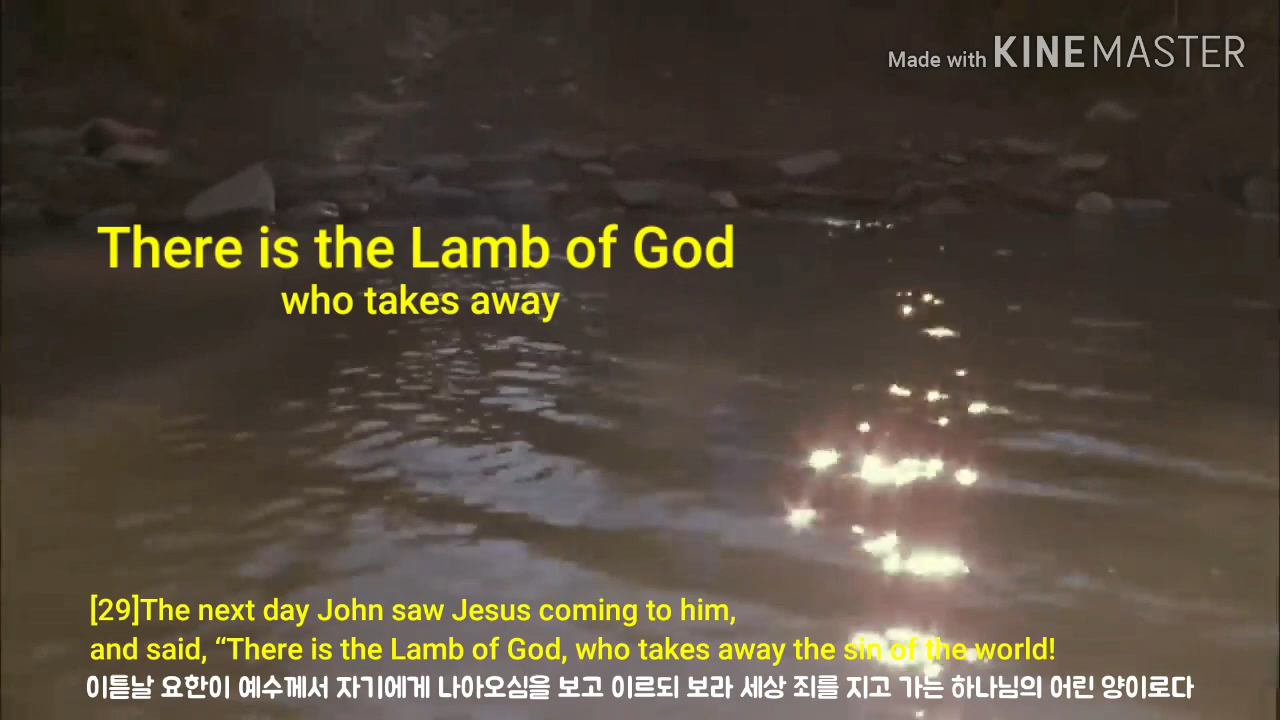 Made with KINEMASTER
There is the Lamb of God
who takes away
[29]The next day John saw Jesus coming to him,
and said, “There is the Lamb of God, who takes away the sin of the world!
이튿날 요한이 예수께서 자기에게 나아오심을 보고 이르되 보라 세상 죄를 지고 가는 하나님의 어린 양이로다